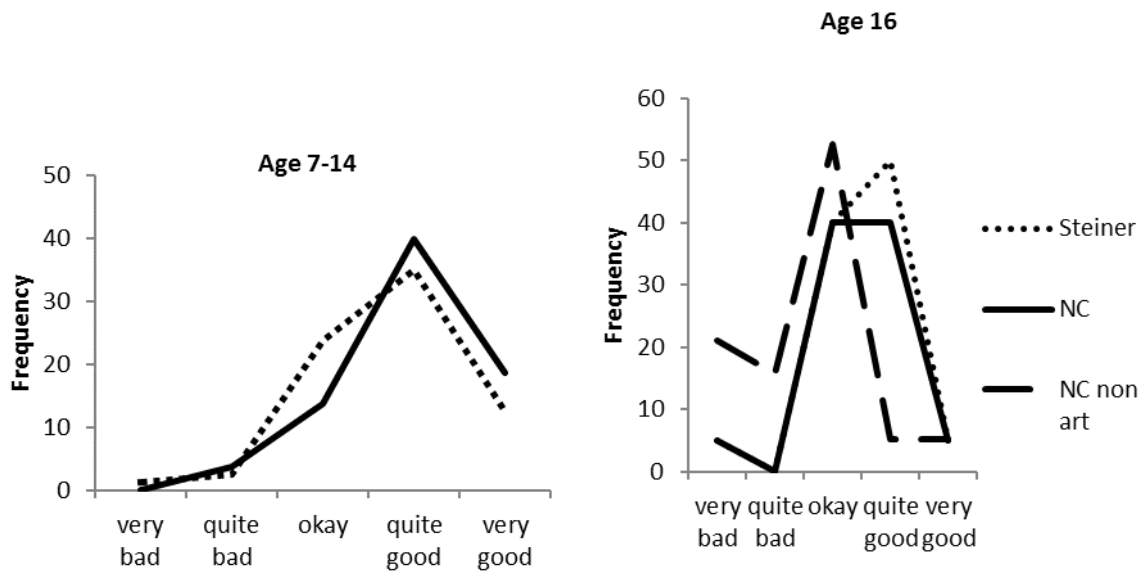 Age 7-14
Frequency
50
40
30
20
10
0
very bad
quite bad
okay
quite good
very good
Age 16
Frequency
60
50
40
30
20
10
0
very bad
quite bad
okay
quite good
very good
Steiner
NC
NC non
art